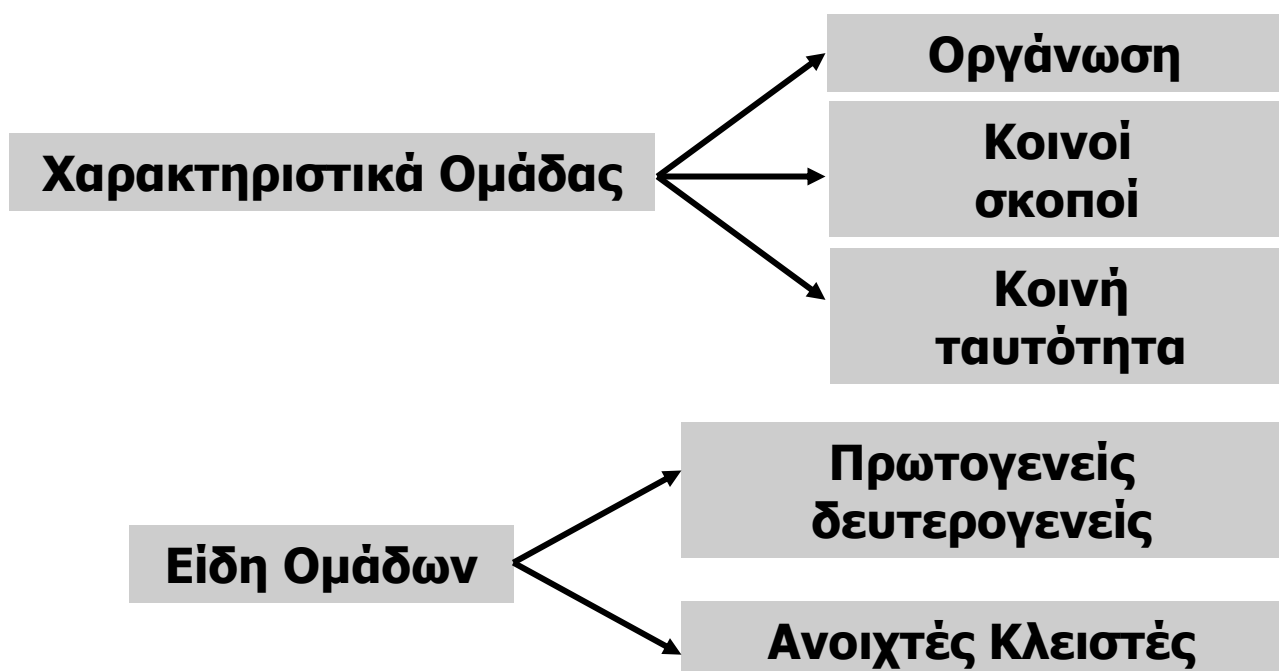 Χαρακτηριστικά Ομάδας
Οργάνωση
Κοινοί
σκοποί
Κοινή
ταυτότητα
Είδη Ομάδων
Πρωτογενείς
δευτερογενείς
Ανοιχτές Κλειστές